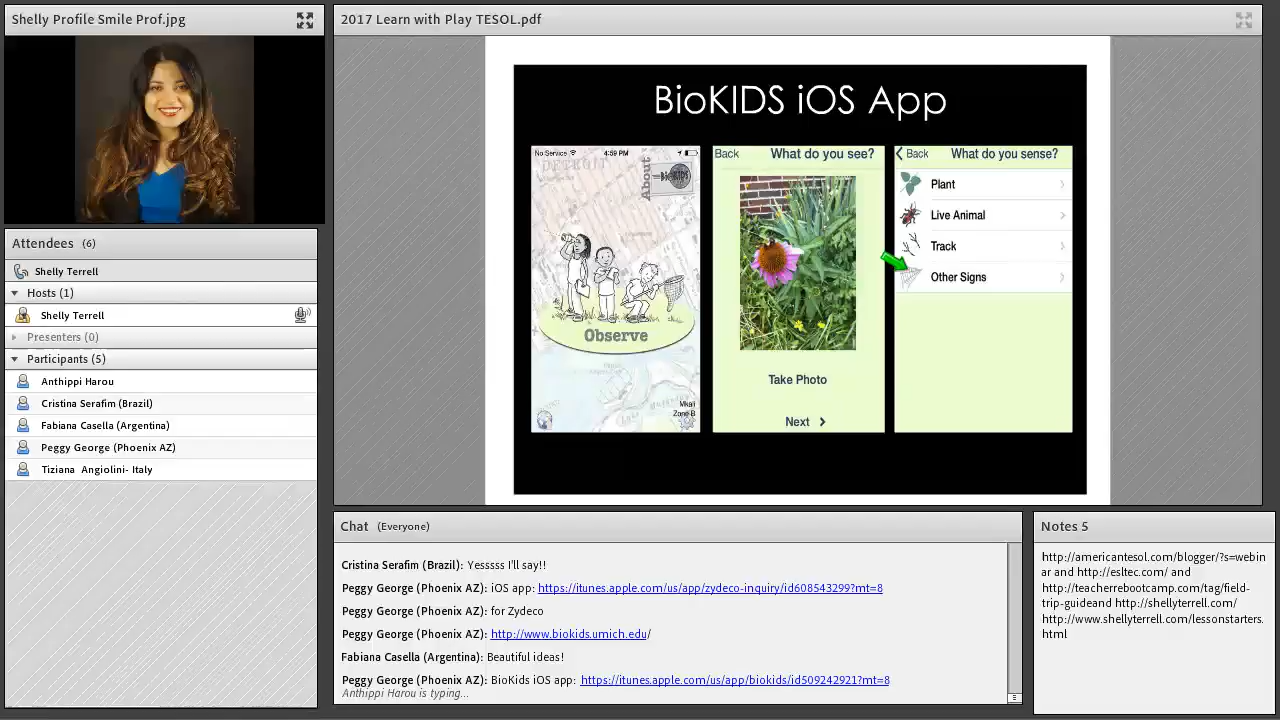 Shelly Profile Smile Prof.jpg
2017 Learn with Play TESOL.pdf
Attendees (6)
Shelly Terrell
Hosts (1)
Shelly Terrell
Presenters (0)
Participants (5)
Anthippi Harou
Cristina Serafim (Brazil)
Fabiana Casella (Argentina)
Peggy George (Phoenix AZ)
Tiziana Angiolini- Italy
BioKIDS iOS App
No Service 4:59 PM
DETROIT
About
BioKIDS
Observe
Mkali
Zone B
Back What do you see?
Take Photo
Next >
Back What do you sense?
Plant
Live Animal
Track
Other Signs
Chat (Everyone)
Cristina Serafim (Brazil): Yesssss I'll say!!
Peggy George (Phoenix AZ): iOS app: https://itunes.apple.com/us/app/zydeco-inquiry/id608543299?mt=8
Peggy George (Phoenix AZ): for Zydeco
Peggy George (Phoenix AZ): http://www.biokids.umich.edu/
Fabiana Casella (Argentina): Beautiful ideas!
Peggy George (Phoenix AZ): BioKids iOS app: https://itunes.apple.com/us/app/biokids/id509242921?mt=8
Anthippi Harou is typing...
Notes 5
http://americantesol.com/blogger/?s=webin
ar and http://esltec.com/ and
http://teacherrebootcamp.com/tag/field-
trip-guideand http://shellyterrell.com/
http://www.shellyterrell.com/lessonstarters.
html